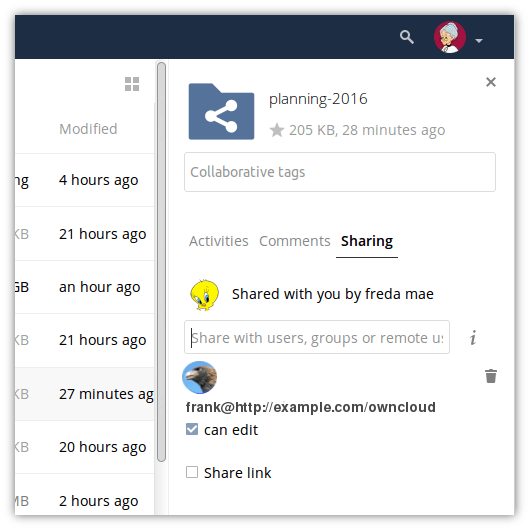 planning-2016
205 KB, 28 minutes ago
Collaborative tags
Modified
ng 4 hours ago
KB 21 hours ago
GB an hour ago
KB 21 hours ago
KB 27 minutes ag
KB 20 hours ago
MB 2 hours ago
Activities Comments Sharing
Shared with you by freda mae
Share with users, groups or remote us
i
frank@http://example.com/owncloud
can edit
Share link